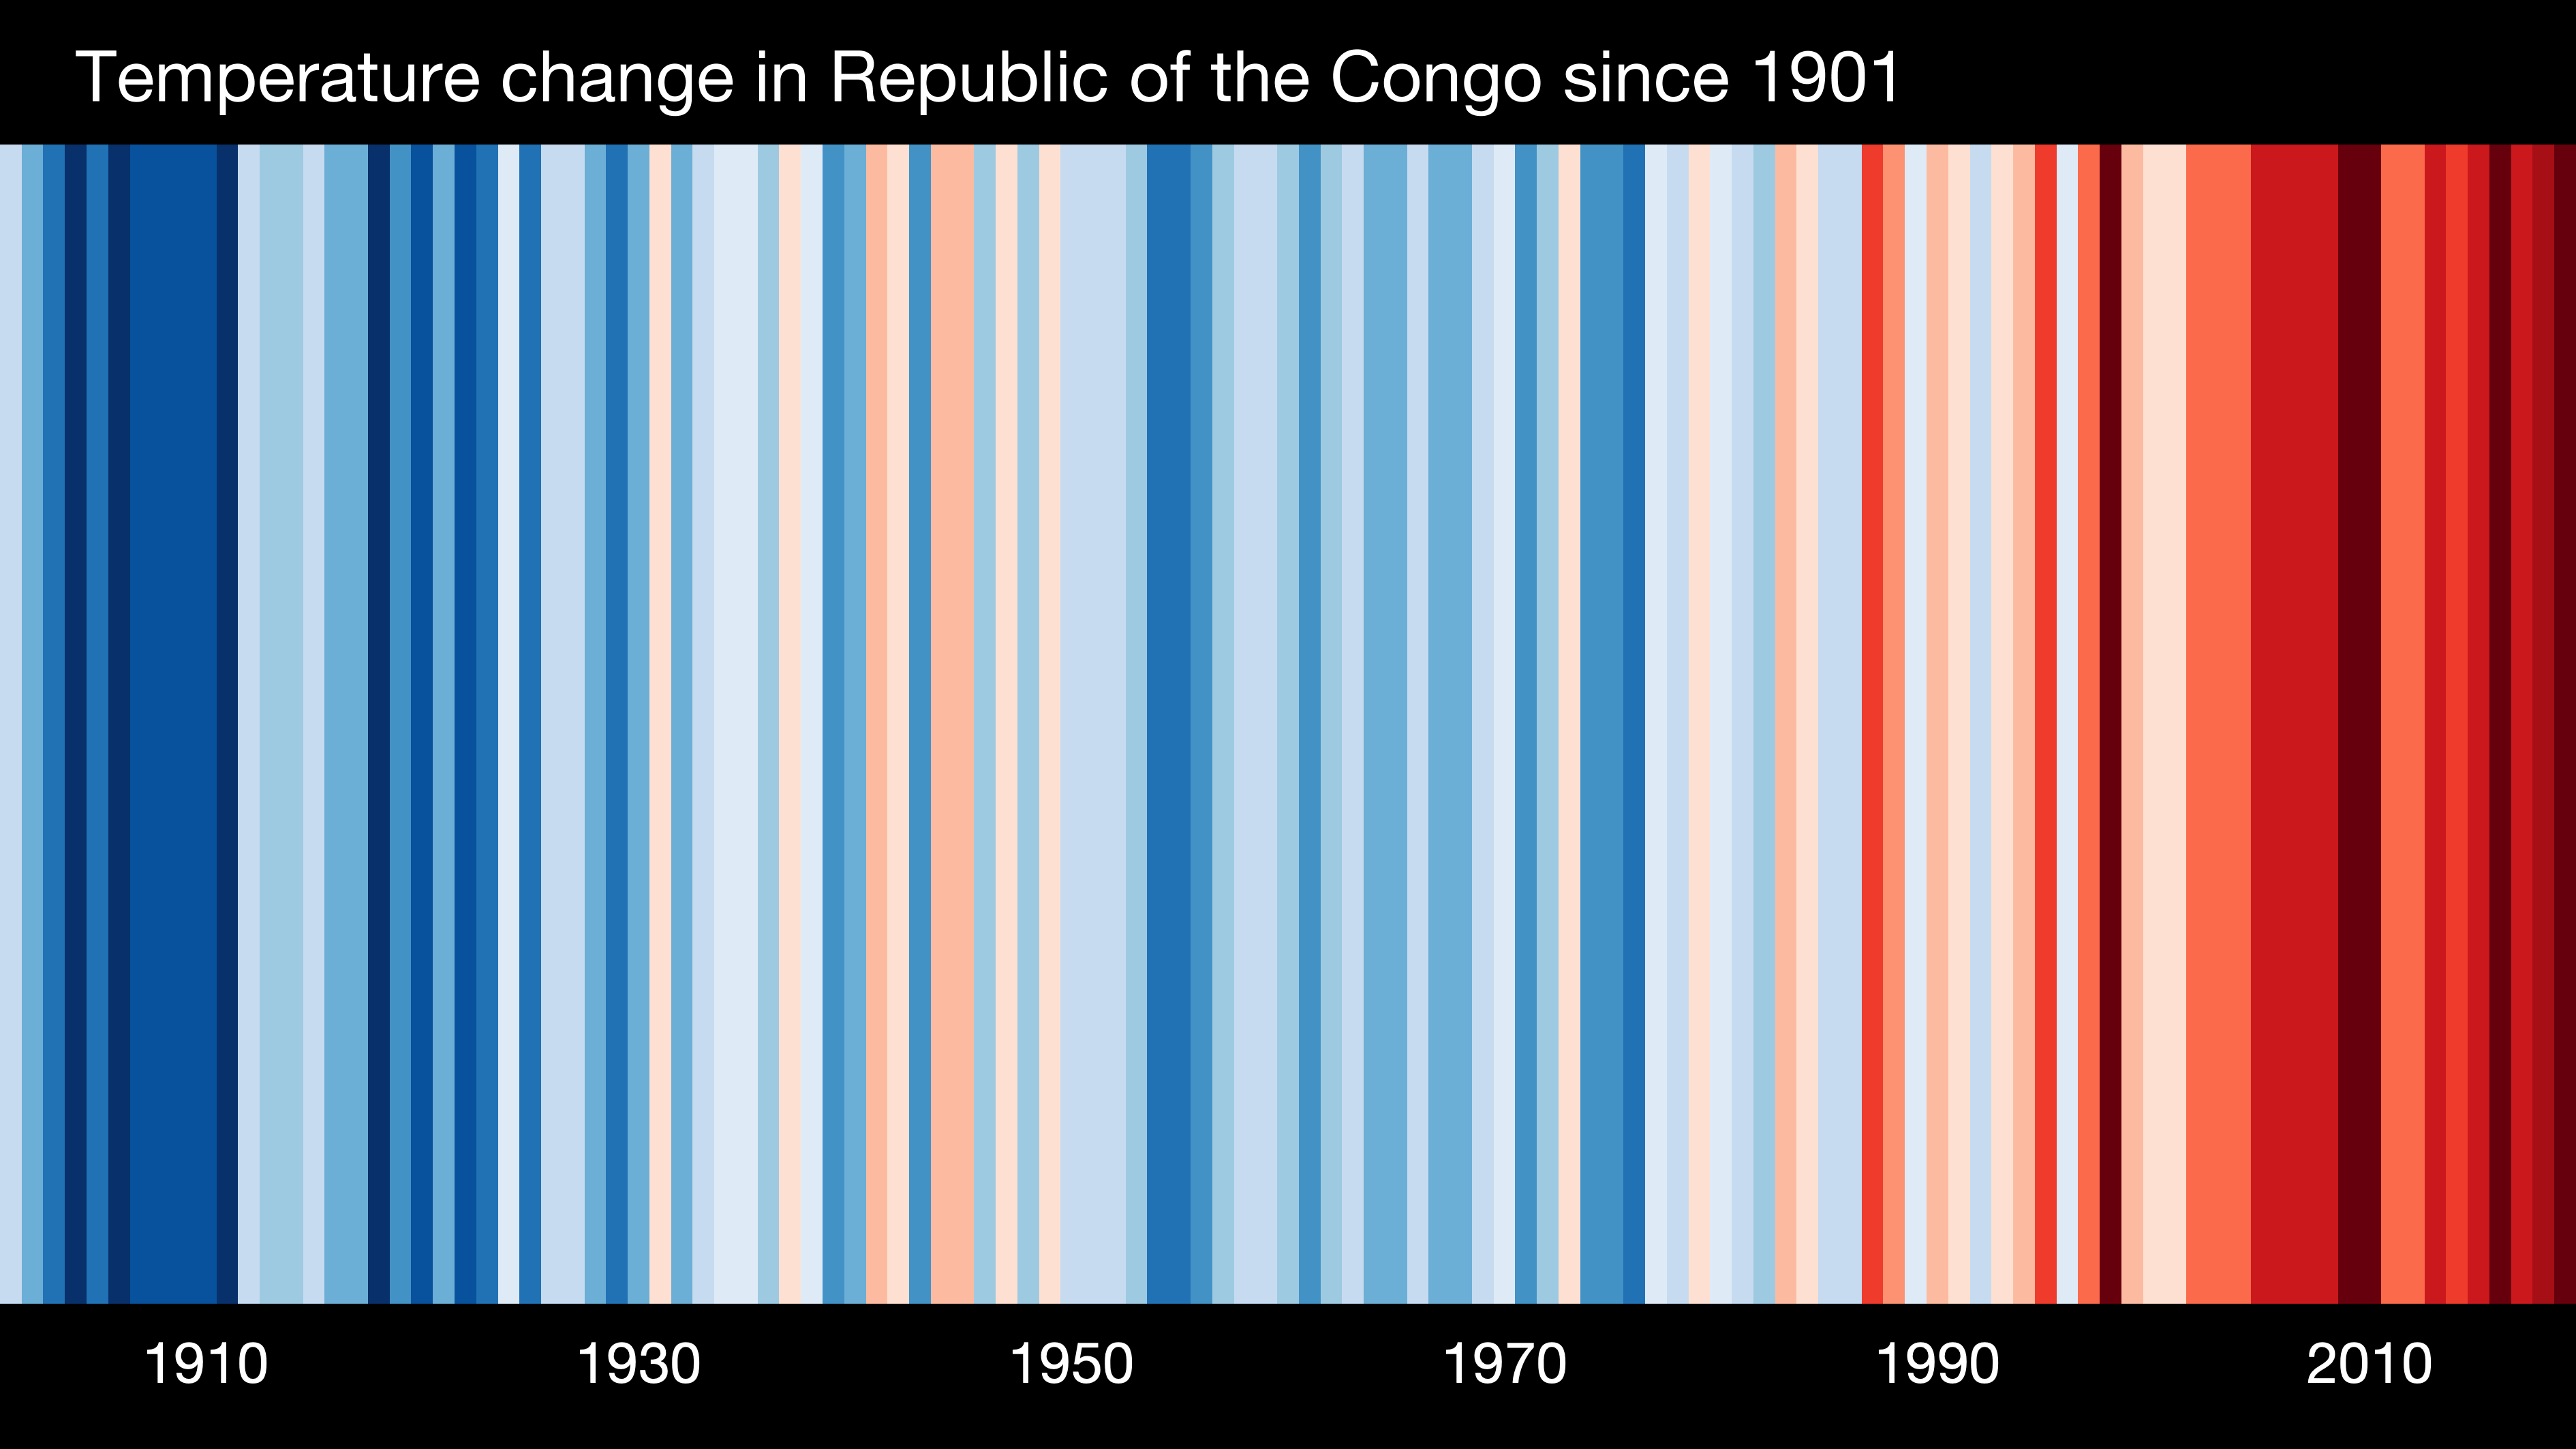 Temperature change in Republic of the Congo since 1901
1910 1930 1950 1970 1990 2010